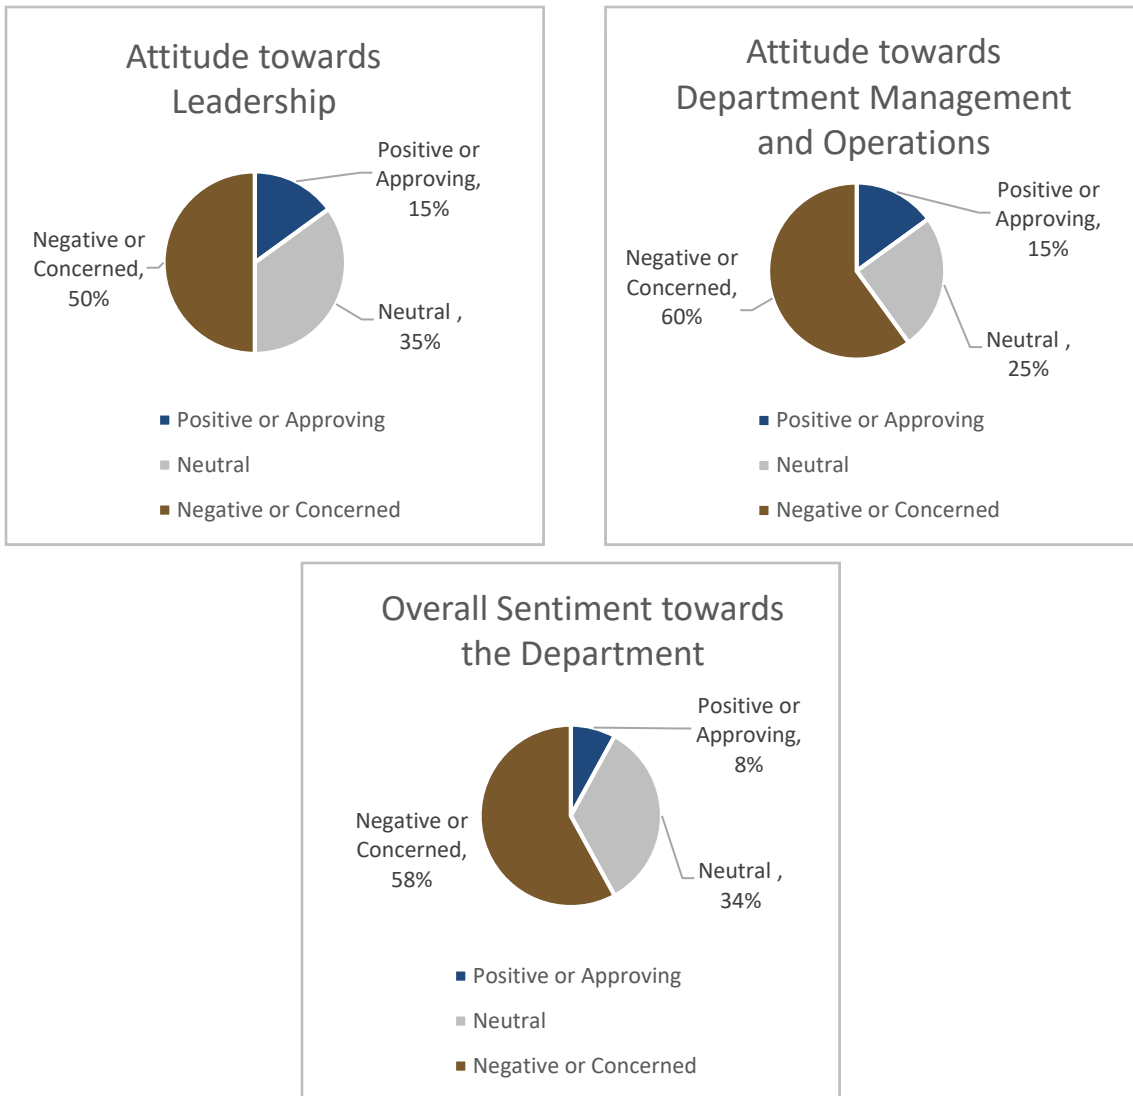 Attitude towards
Leadership
Positive or
Approving,
15%
Negative or
Concerned,
50%
Neutral ,
35%
Positive or Approving
Neutral
Negative or Concerned
Attitude towards
Department Management
and Operations
Positive or
Approving,
15%
Negative or
Concerned,
60%
Neutral ,
25%
Positive or Approving
Neutral
Negative or Concerned
Overall Sentiment towards
the Department
Positive or
Approving,
8%
Negative or
Concerned,
58%
Neutral ,
34%
Positive or Approving
Neutral
Negative or Concerned